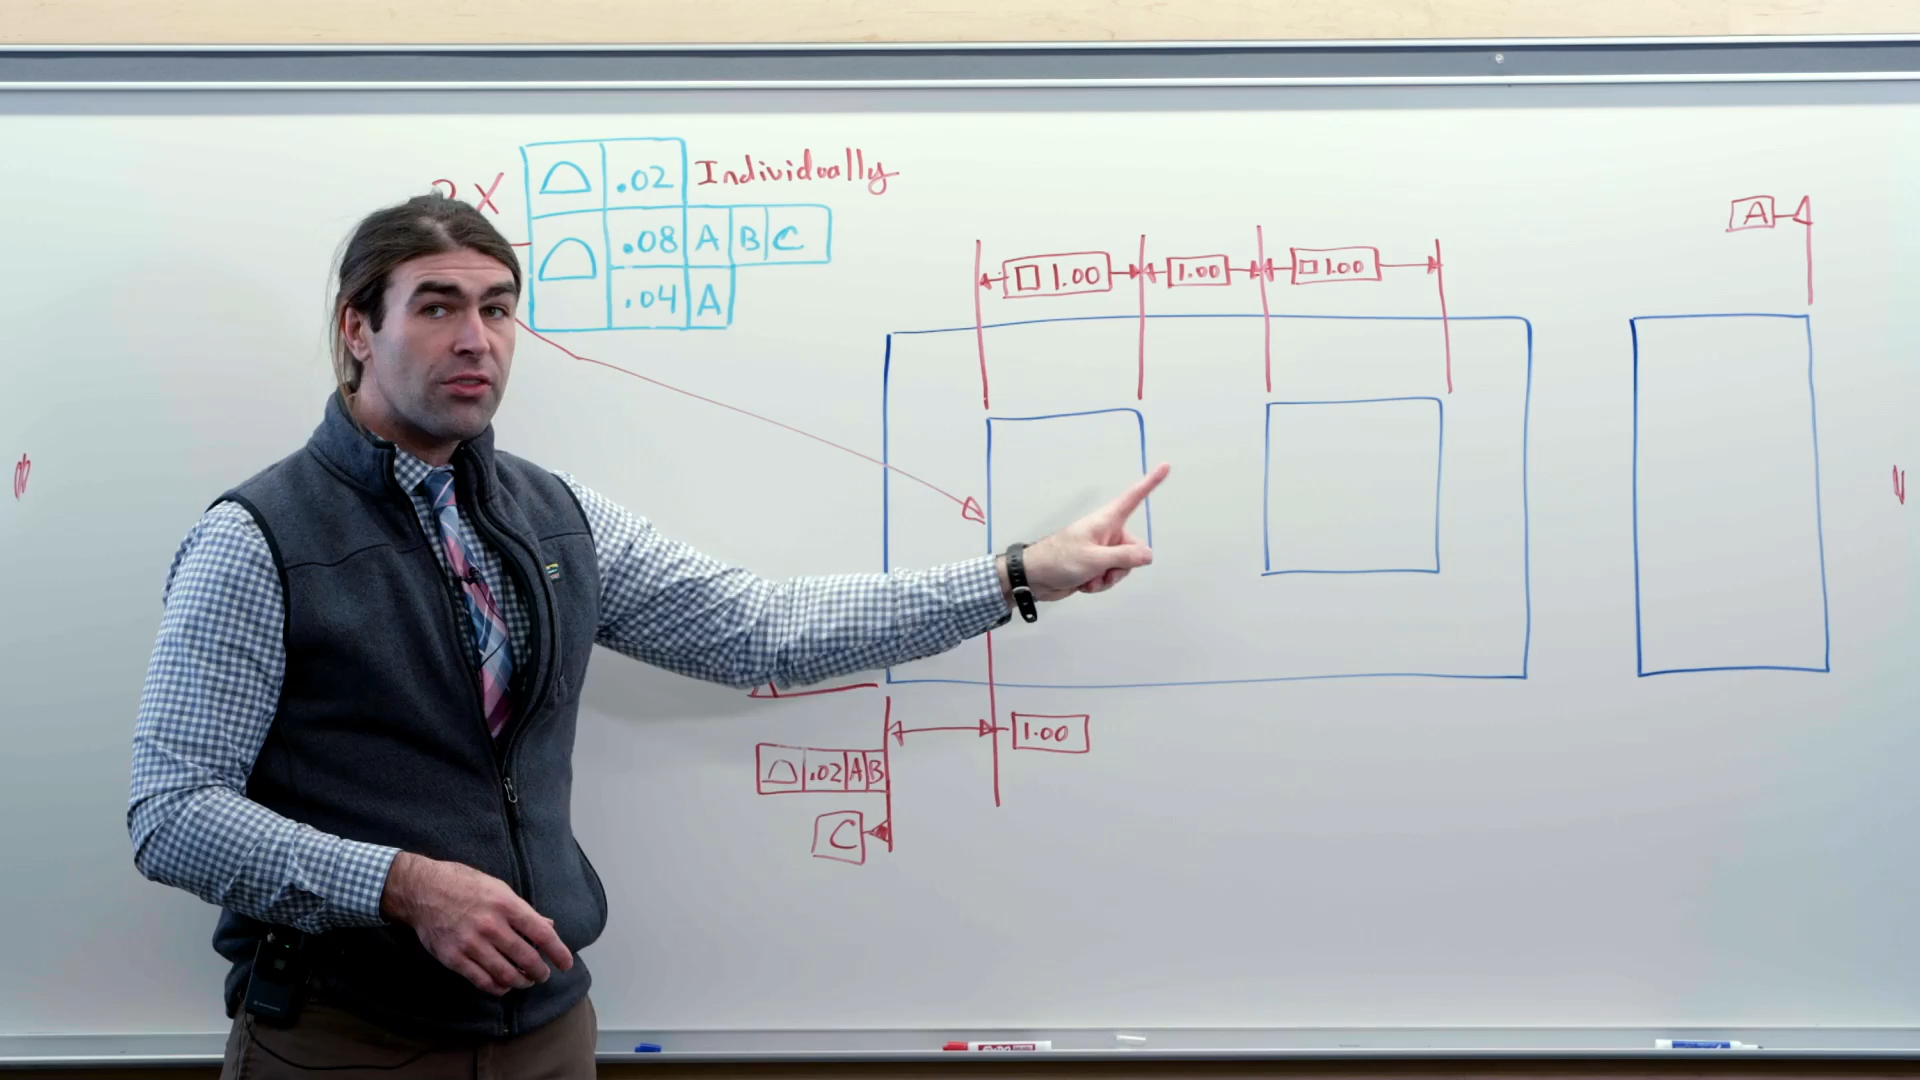 2X
.02 Individually
.08 A B C
.04 A
A
□ 1.00 1.00 □ 1.00
1.00
.02 A B
C